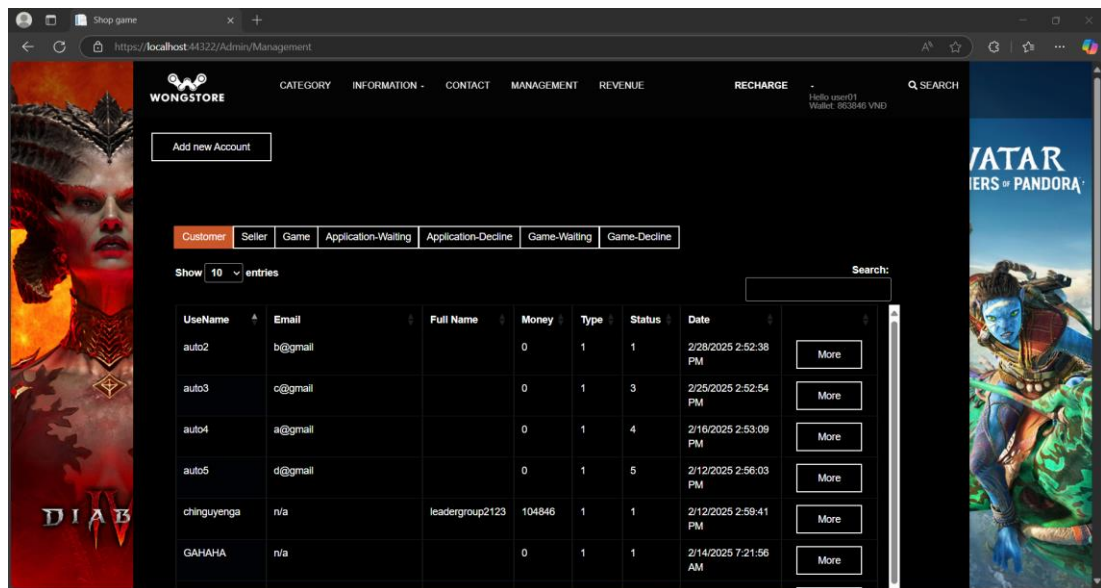 Shop game
https://localhost:44322/Admin/Management
WONGSTORE
CATEGORY INFORMATION - CONTACT MANAGEMENT REVENUE RECHARGE - SEARCH
Hello user01
Wallet: 863846 VNĐ
Add new Account
Customer Seller Game Application-Waiting Application-Decline Game-Waiting Game-Decline
Show 10 entries
Search:
UseName Email Full Name Money Type Status Date
auto2 b@gmail 0 1 1 2/28/2025 2:52:38 PM More
auto3 c@gmail 0 1 3 2/25/2025 2:52:54 PM More
auto4 a@gmail 0 1 4 2/16/2025 2:53:09 PM More
auto5 d@gmail 0 1 5 2/12/2025 2:56:03 PM More
chinguyenga n/a leadergroup2123 104846 1 1 2/12/2025 2:59:41 PM More
GAHAHA n/a 0 1 1 2/14/2025 7:21:56 AM More
DIAB
IV
VATAR
IERS OF PANDORA